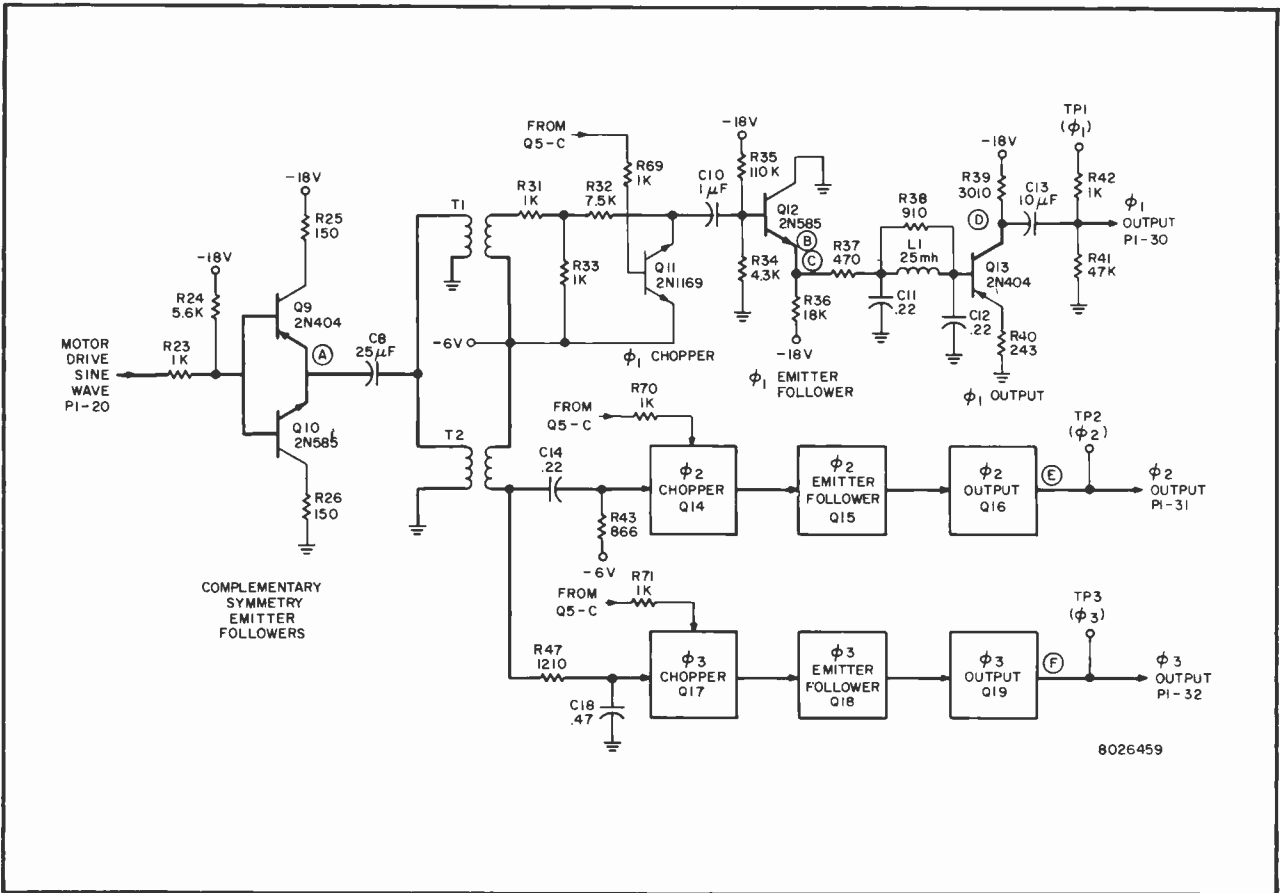 FROM
Q5-C
R69
1K
-18V
R35
110K
C10
1µF
TP1
(ϕ1)
-18V
R39
3010
C13
10µF
R42
1K
ϕ1
OUTPUT
P1-30
R41
47K
-18V
R25
150
T1
R31
1K
R32
7.5K
R33
1K
Q11
2N1169
R34
4.3K
Q12
2N585
B
C
R37
470
R38
910
L1
25mh
D
Q13
2N404
C11
.22
C12
.22
R36
18K
-18V
R40
243
-6V
ϕ1 CHOPPER
ϕ1 EMITTER
FOLLOWER
ϕ1 OUTPUT
-18V
R24
5.6K
Q9
2N404
A
C8
25µF
MOTOR
DRIVE
SINE
WAVE
P1-20
R23
1K
Q10
2N585
R26
150
COMPLEMENTARY
SYMMETRY
EMITTER
FOLLOWERS
T2
C14
.22
FROM
Q5-C
R70
1K
R43
866
-6V
ϕ2
CHOPPER
Q14
ϕ2
EMITTER
FOLLOWER
Q15
ϕ2
OUTPUT
Q16
E
TP2
(ϕ2)
ϕ2
OUTPUT
P1-31
FROM
Q5-C
R71
1K
R47
1210
C18
.47
ϕ3
CHOPPER
Q17
ϕ3
EMITTER
FOLLOWER
Q18
ϕ3
OUTPUT
Q19
F
TP3
(ϕ3)
ϕ3
OUTPUT
P1-32
8026459